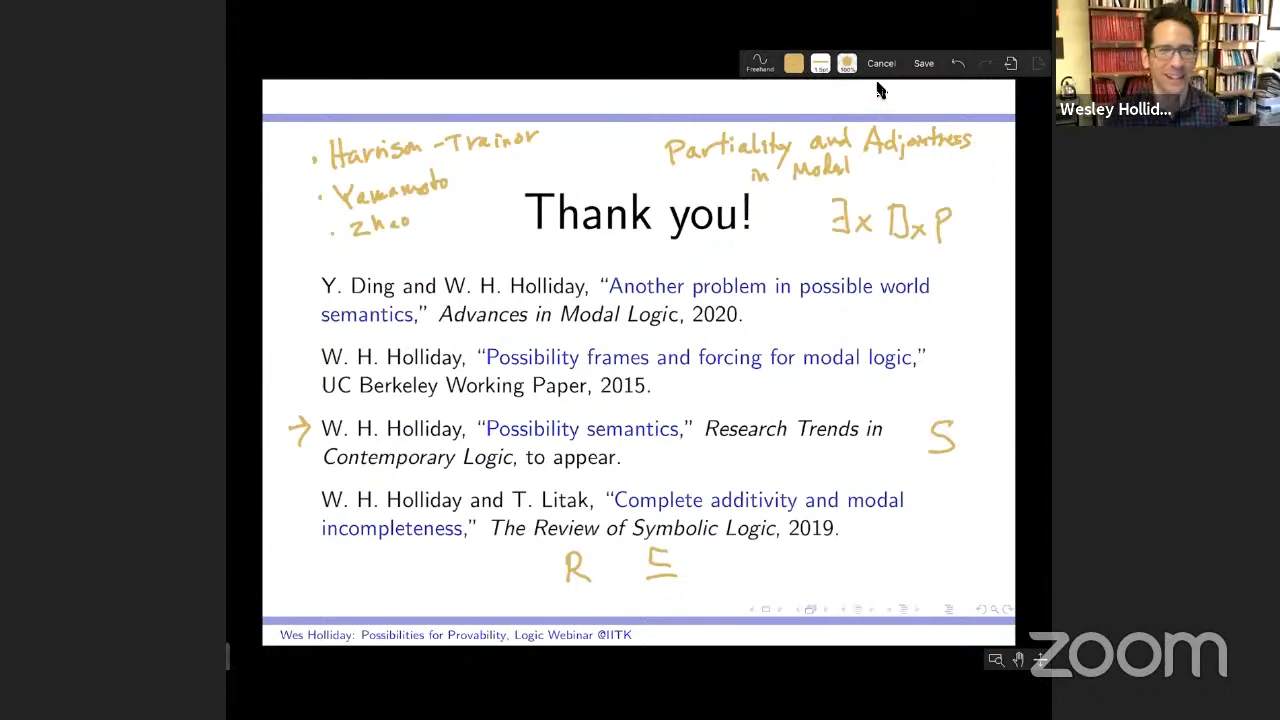 Freehand 1.5pt 100% Cancel Save
Wesley Hollid...
• Harrison-Trainor
• Yamamoto
• Zhao
Partiality and Adjointness
in Modal
Thank you!
∃x □x p
Y. Ding and W. H. Holliday, “Another problem in possible world
semantics,” Advances in Modal Logic, 2020.
W. H. Holliday, “Possibility frames and forcing for modal logic,”
UC Berkeley Working Paper, 2015.
→ W. H. Holliday, “Possibility semantics,” Research Trends in
Contemporary Logic, to appear.
S
W. H. Holliday and T. Litak, “Complete additivity and modal
incompleteness,” The Review of Symbolic Logic, 2019.
R ⊑
Wes Holliday: Possibilities for Provability, Logic Webinar @IITK
zoom